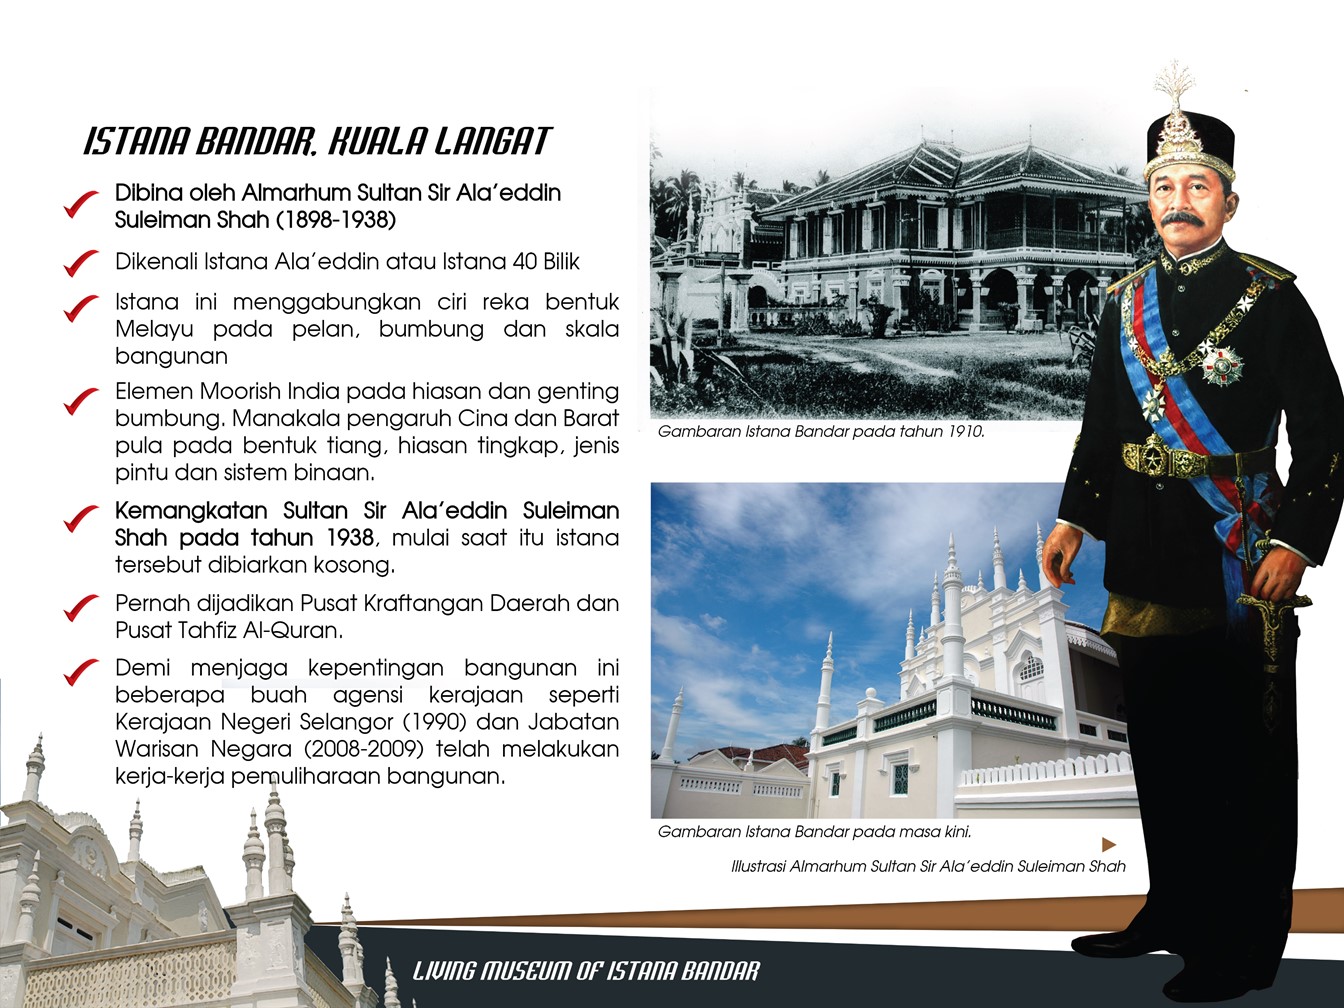 ISTANA BANDAR, KUALA LANGAT
Dibina oleh Almarhum Sultan Sir Ala'eddin
Suleiman Shah (1898-1938)
Dikenali Istana Ala'eddin atau Istana 40 Bilik
Istana ini menggabungkan ciri reka bentuk
Melayu pada pelan, bumbung dan skala
bangunan
Elemen Moorish India pada hiasan dan genting
bumbung. Manakala pengaruh Cina dan Barat
pula pada bentuk tiang, hiasan tingkap, jenis
pintu dan sistem binaan.
Kemangkatan Sultan Sir Ala'eddin Suleiman
Shah pada tahun 1938, mulai saat itu istana
tersebut dibiarkan kosong.
Pernah dijadikan Pusat Kraftangan Daerah dan
Pusat Tahfiz Al-Quran.
Demi menjaga kepentingan bangunan ini
beberapa buah agensi kerajaan seperti
Kerajaan Negeri Selangor (1990) dan Jabatan
Warisan Negara (2008-2009) telah melakukan
kerja-kerja pemuliharaan bangunan.
Gambaran Istana Bandar pada tahun 1910.
Gambaran Istana Bandar pada masa kini.
Illustrasi Almarhum Sultan Sir Ala'eddin Suleiman Shah
LIVING MUSEUM OF ISTANA BANDAR